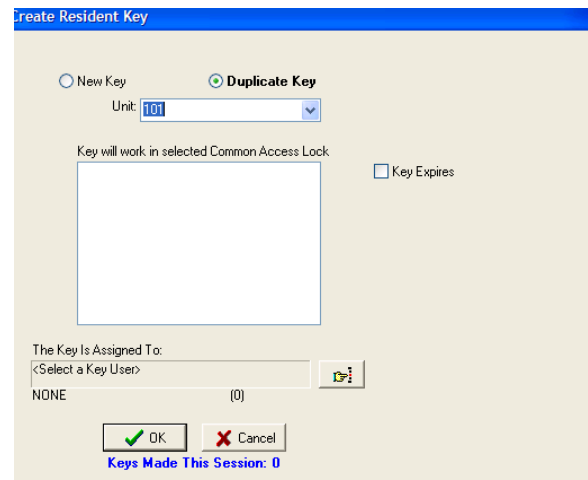 Create Resident Key
New Key Duplicate Key
Unit: 101
Key will work in selected Common Access Lock
Key Expires
The Key Is Assigned To:
<Select a Key User>
NONE (0)
OK Cancel
Keys Made This Session: 0